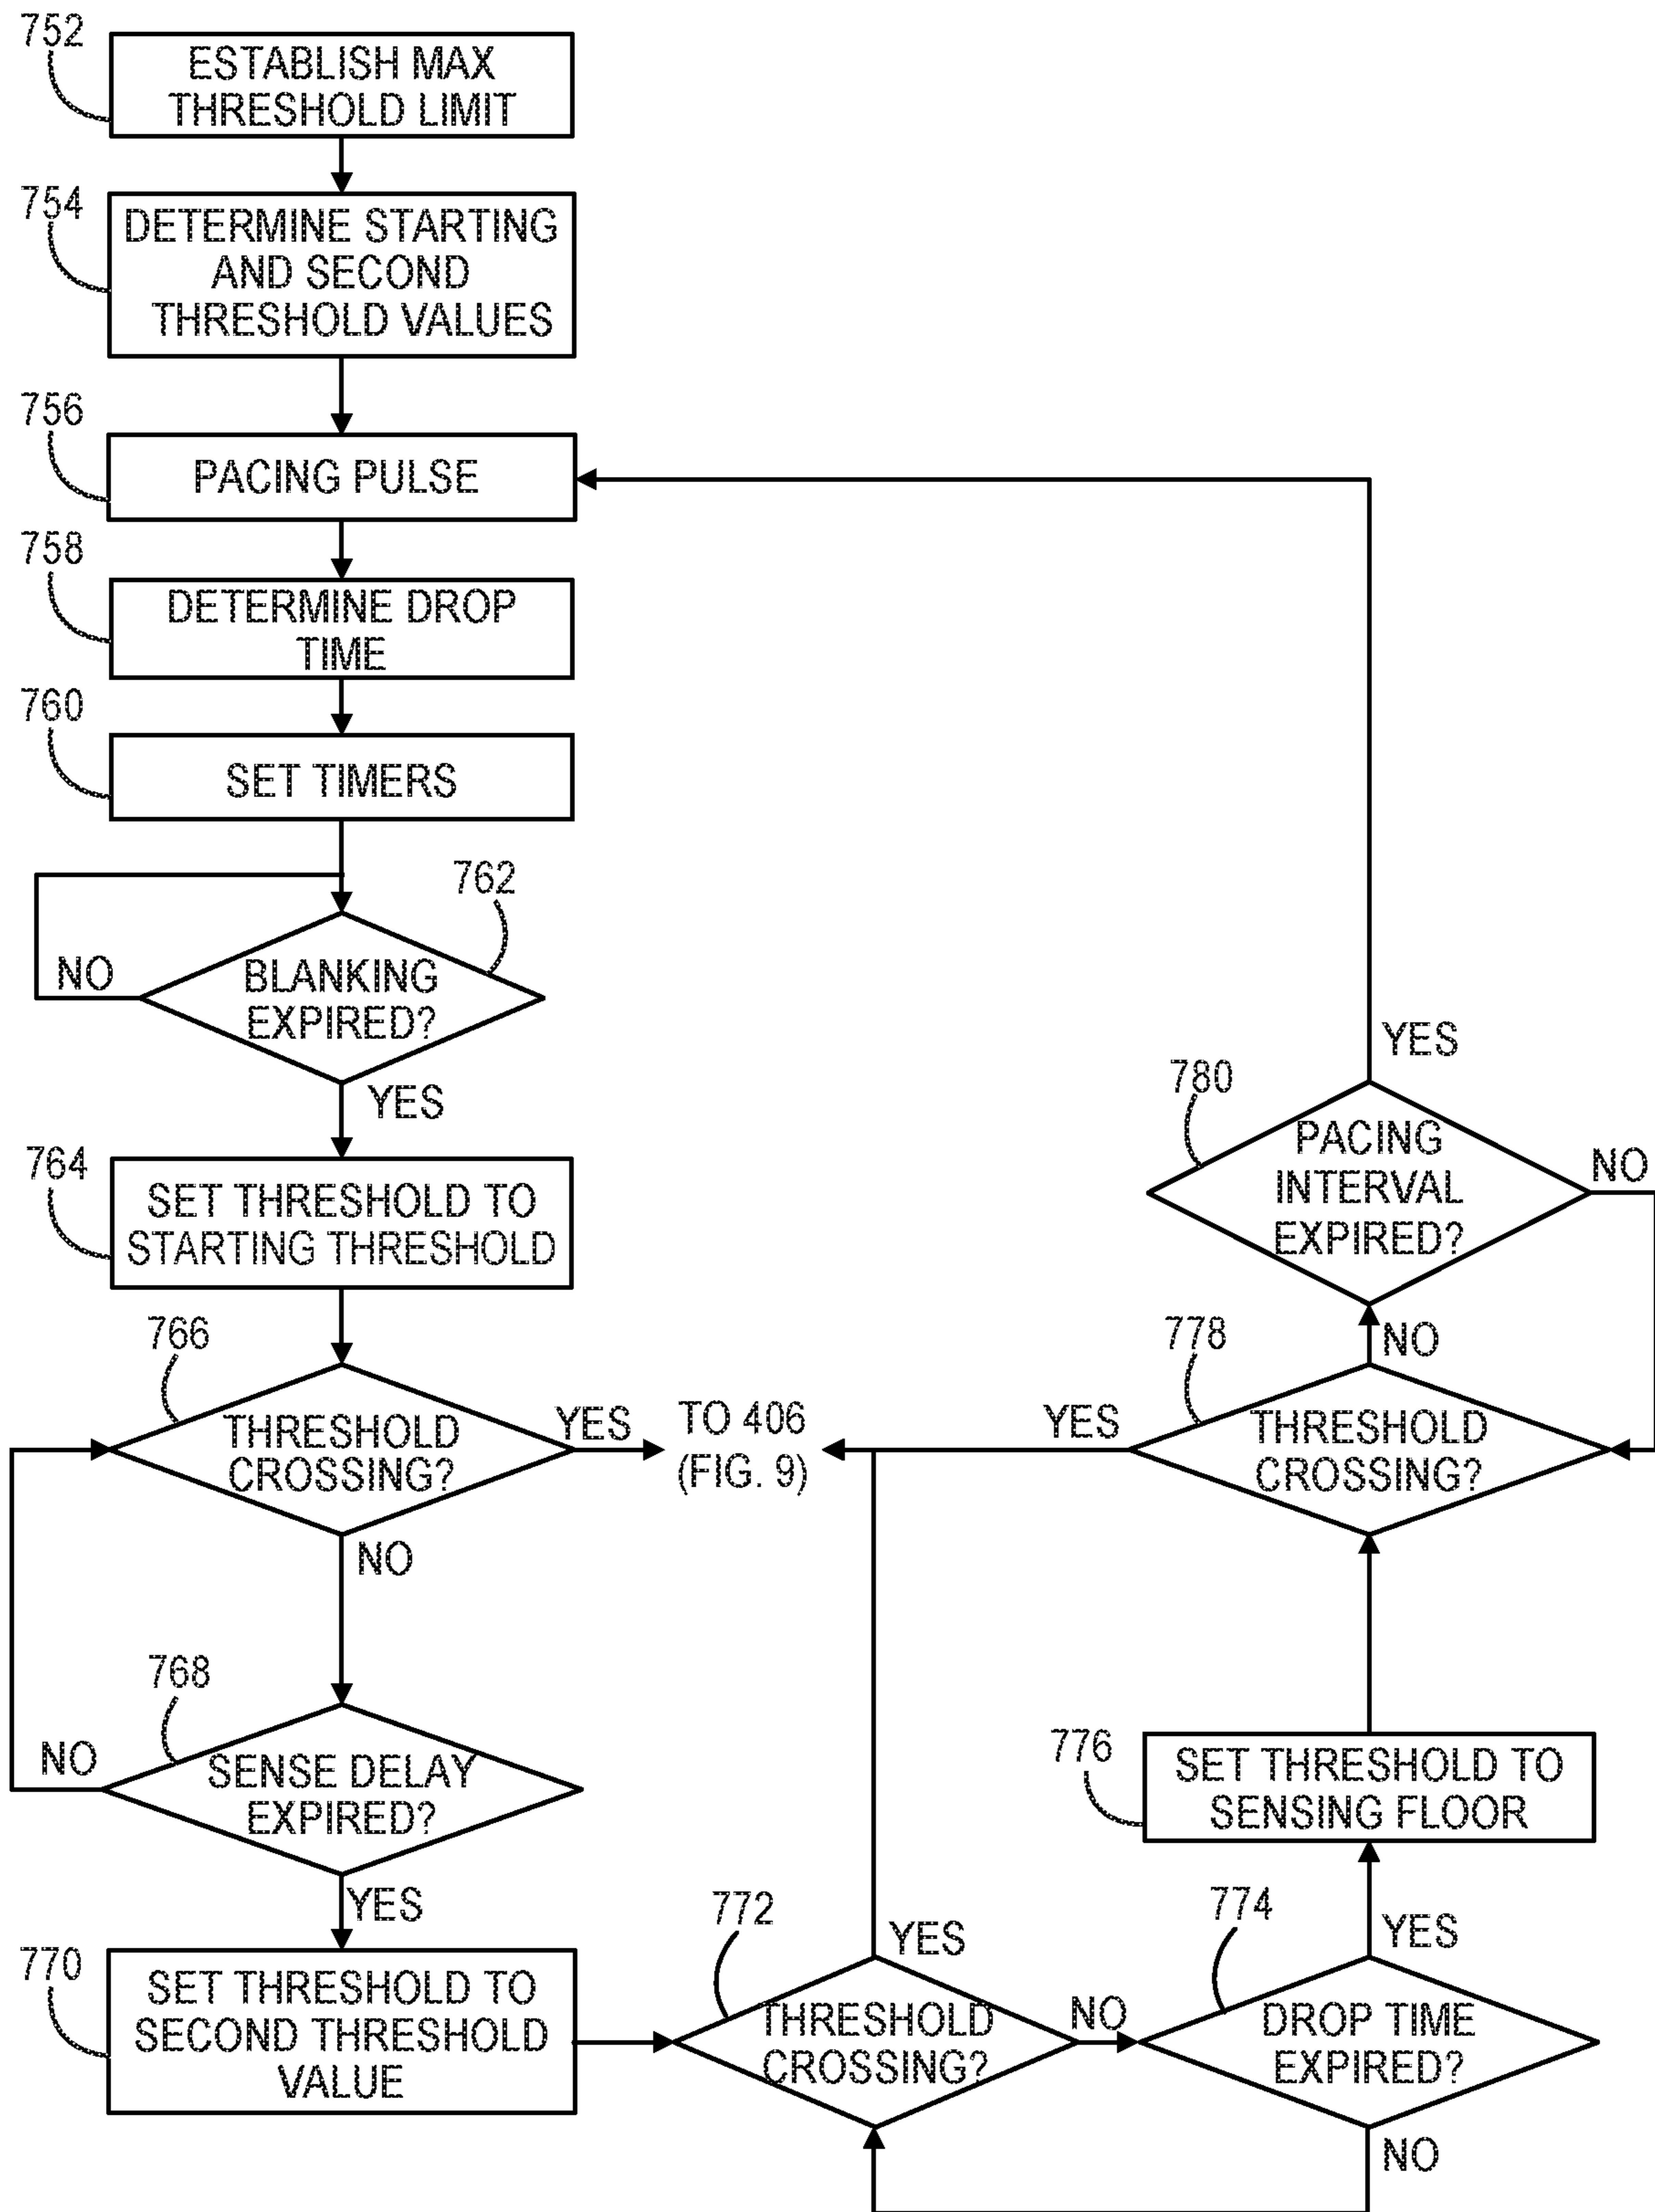 752
ESTABLISH MAX
THRESHOLD LIMIT
754
DETERMINE STARTING
AND SECOND
THRESHOLD VALUES
756
PACING PULSE
758
DETERMINE DROP
TIME
760
SET TIMERS
762
BLANKING
EXPIRED?
NO
YES
764
SET THRESHOLD TO
STARTING THRESHOLD
766
THRESHOLD
CROSSING?
YES
TO 406
(FIG. 9)
NO
768
SENSE DELAY
EXPIRED?
NO
YES
770
SET THRESHOLD TO
SECOND THRESHOLD
VALUE
772
THRESHOLD
CROSSING?
YES
NO
774
DROP TIME
EXPIRED?
YES
NO
776
SET THRESHOLD TO
SENSING FLOOR
778
THRESHOLD
CROSSING?
YES
NO
780
PACING
INTERVAL
EXPIRED?
YES
NO